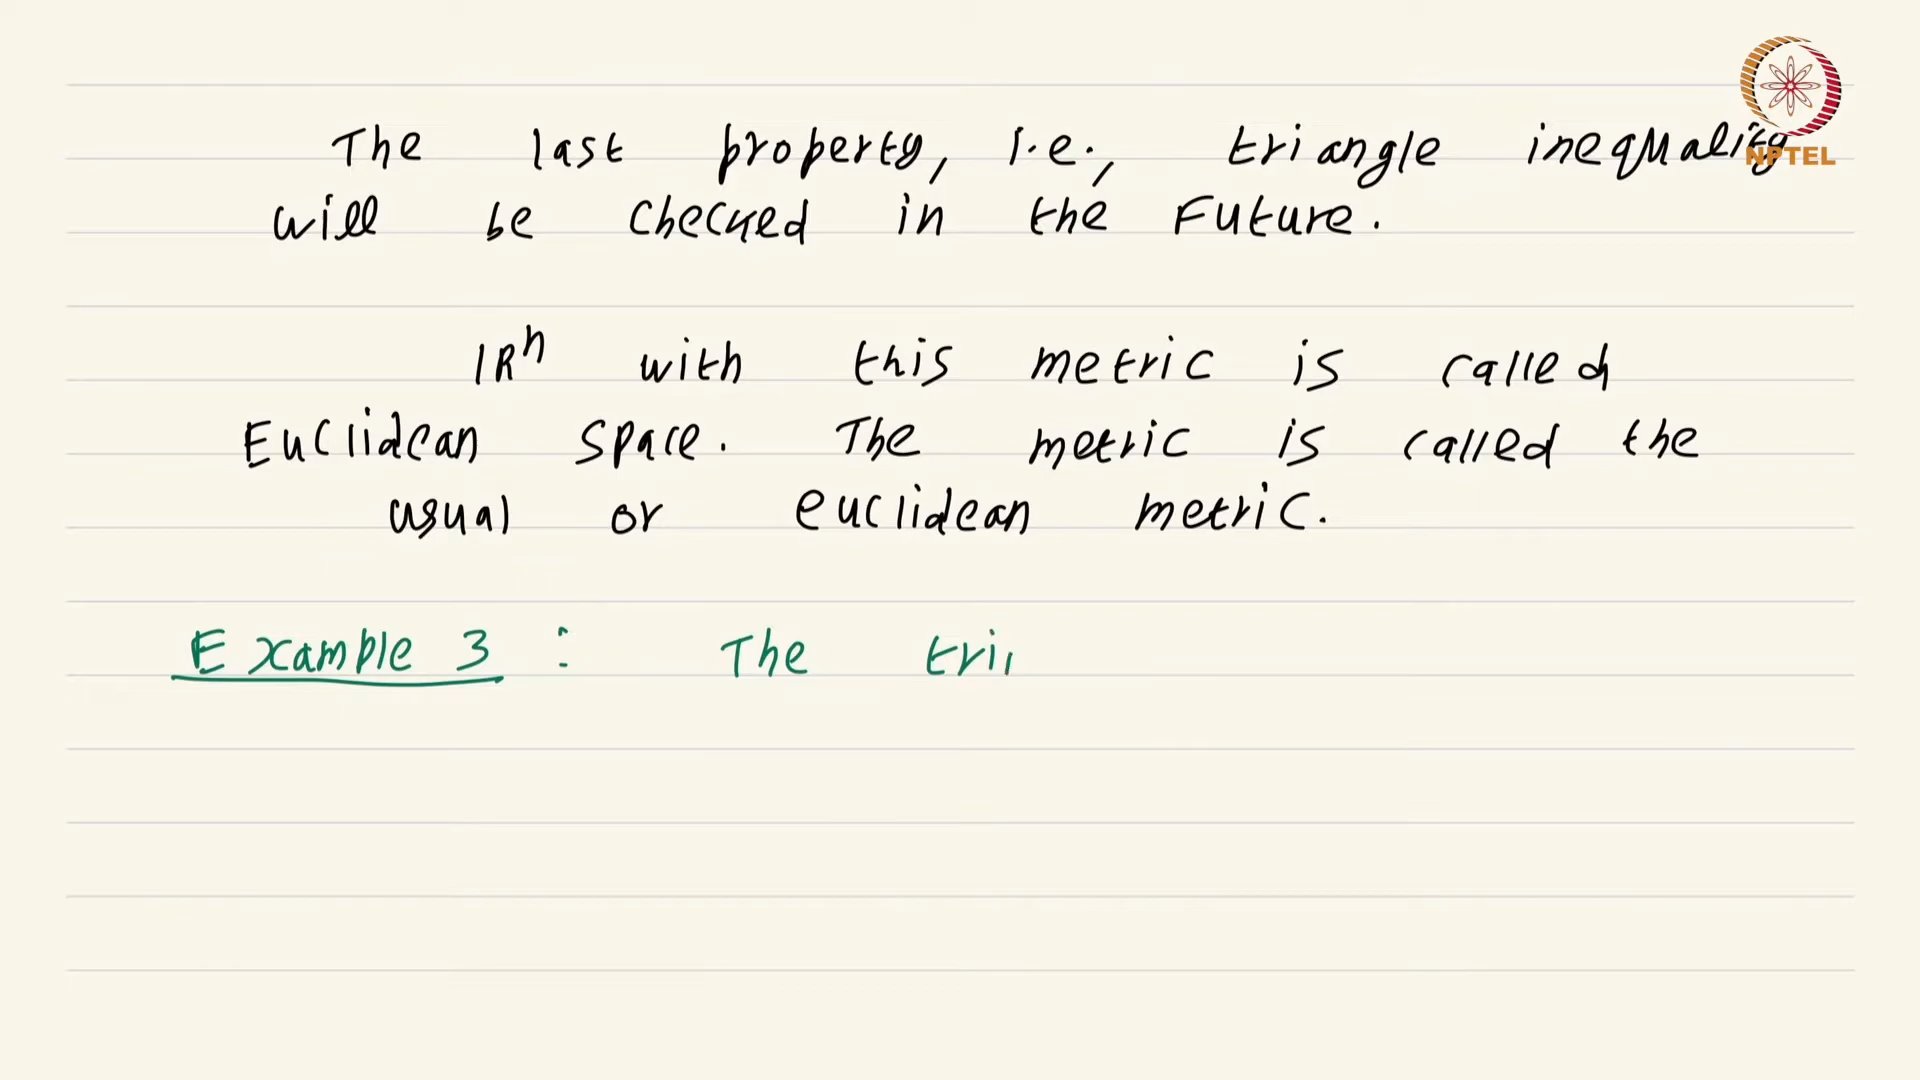 The last property, i.e., triangle inequality
NPTEL
will be checked in the Future.
IRⁿ with this metric is called
Euclidean space. The metric is called the
usual or euclidean metric.
Example 3 : The tri